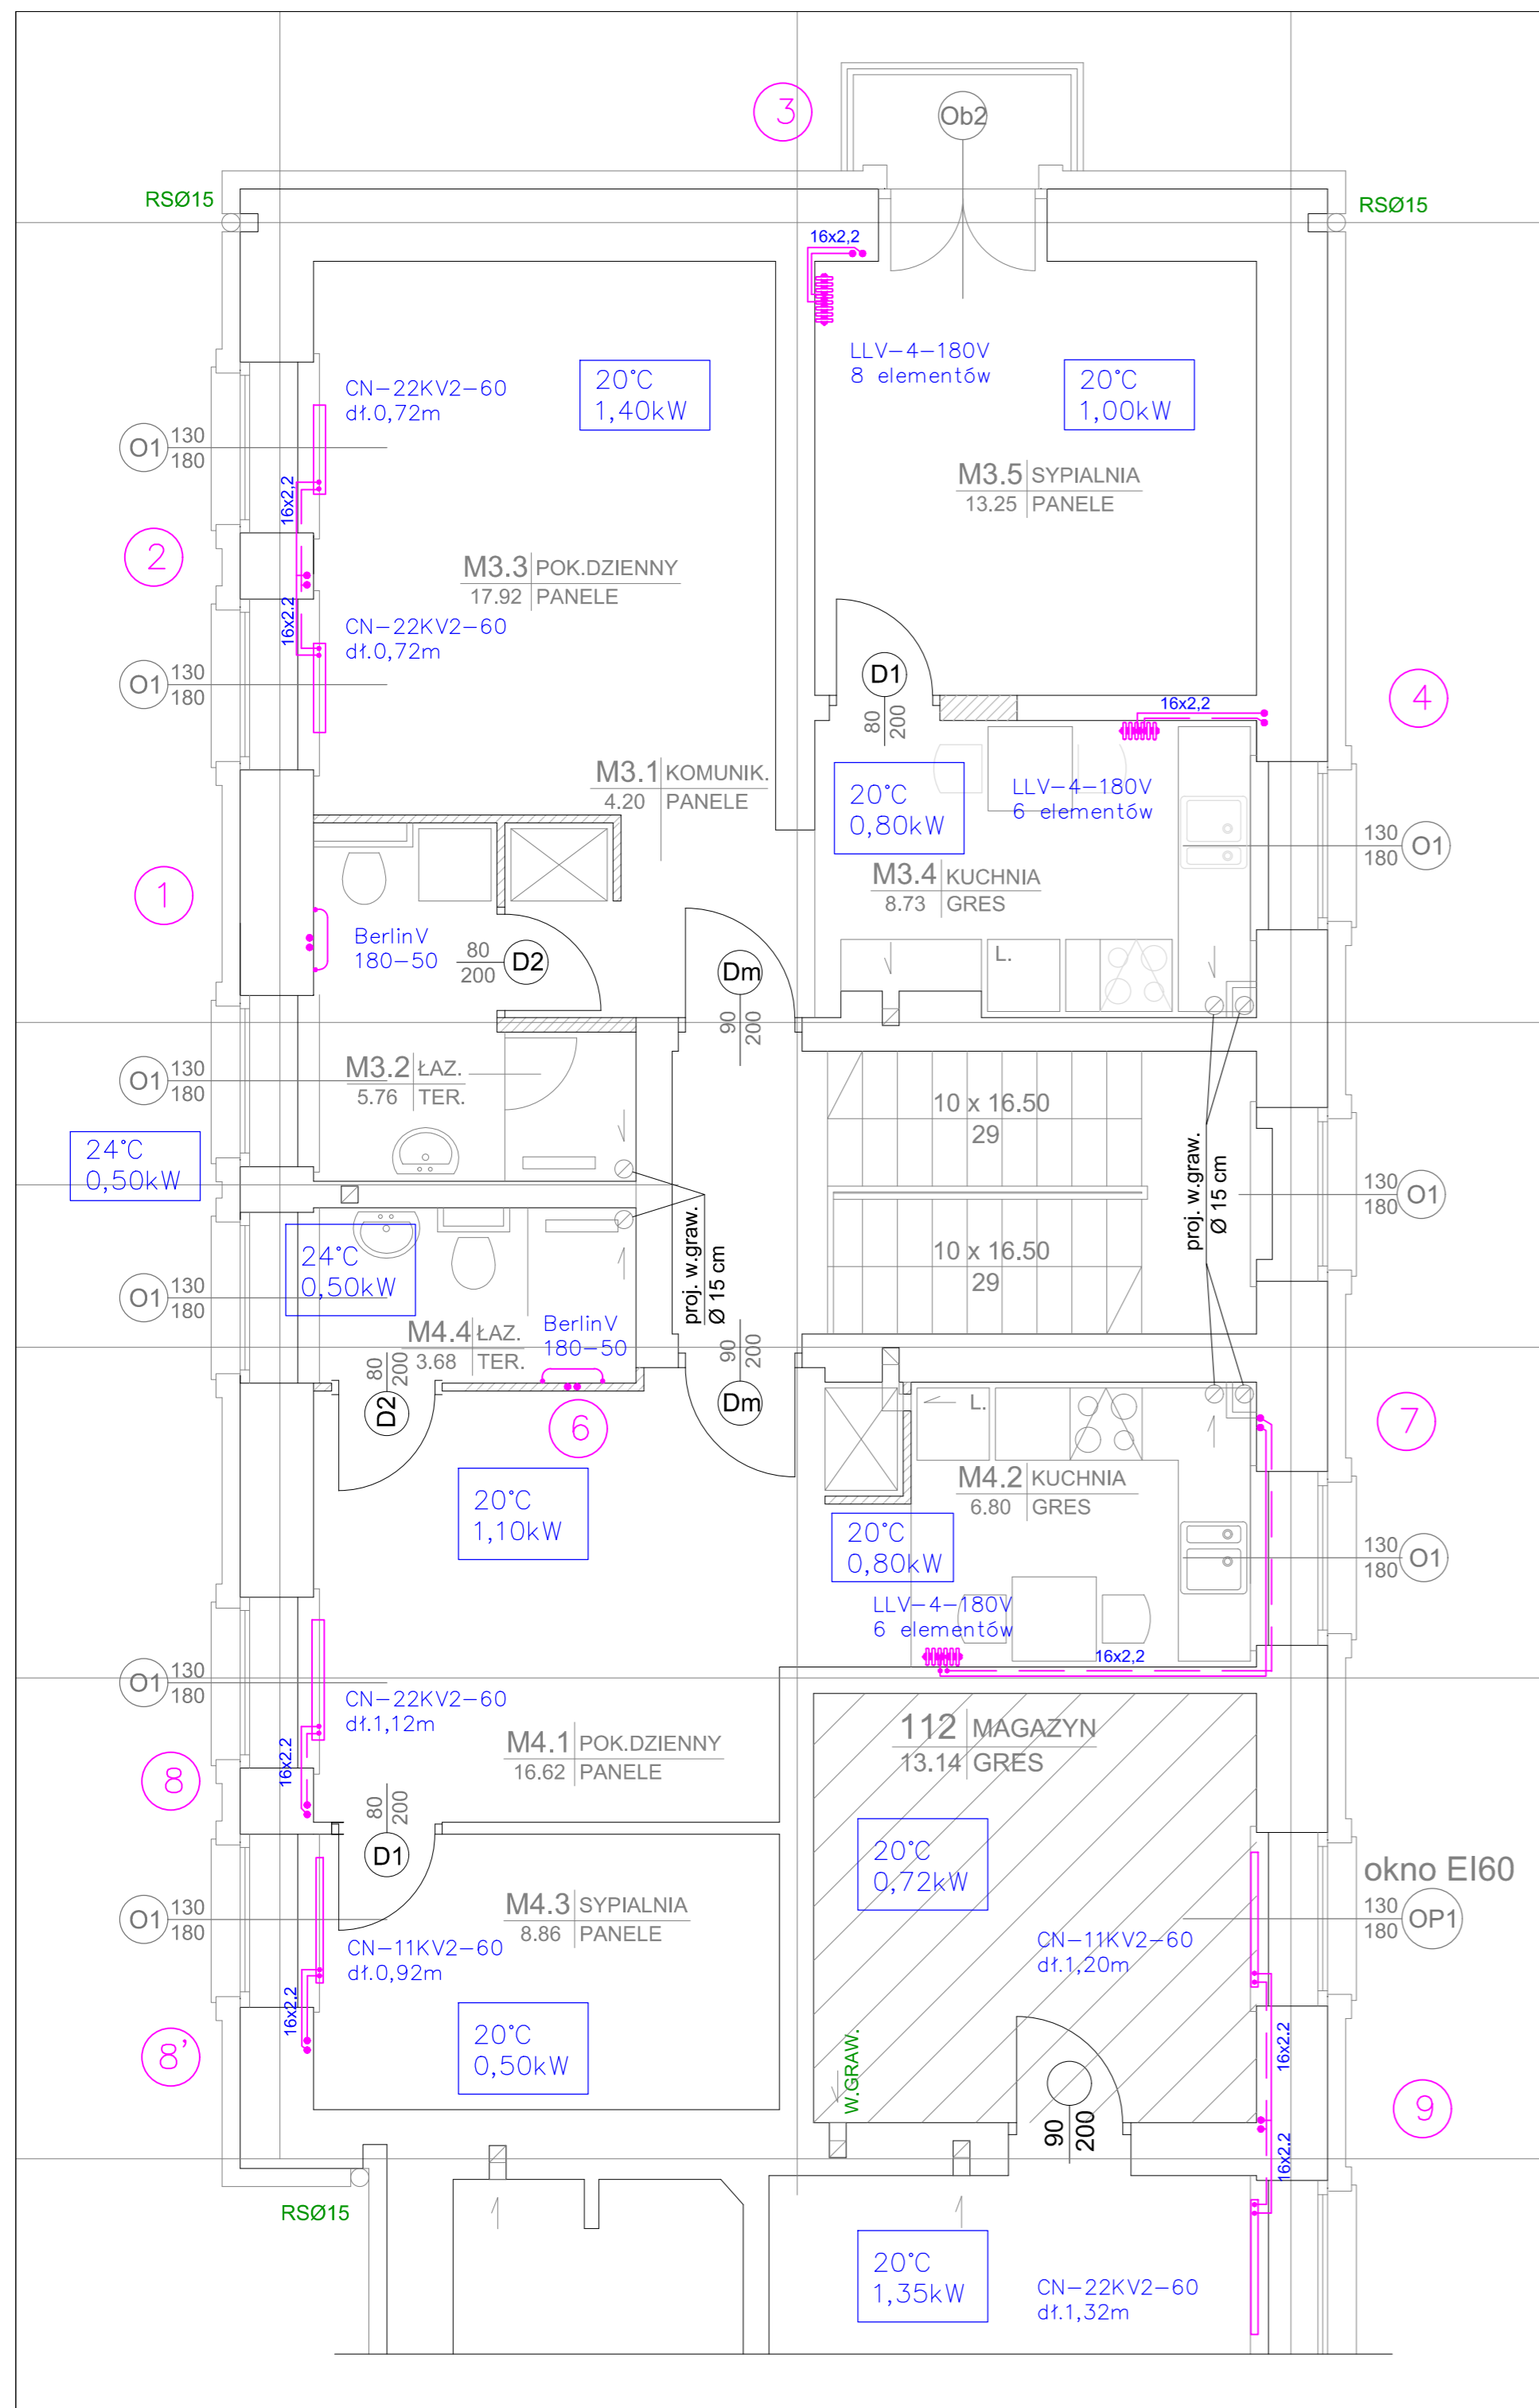 3
Ob2
RSØ15
RSØ15
16x2,2
LLV-4-180V
8 elementów
20°C
1,00kW
CN-22KV2-60
dł.0,72m
20°C
1,40kW
O1 130
180
M3.5 SYPIALNIA
13.25 PANELE
16x2,2
2
M3.3 POK.DZIENNY
17.92 PANELE
16x2.2
CN-22KV2-60
dł.0,72m
O1 130
180
D1
80
200
16x2,2
4
M3.1 KOMUNIK.
4.20 PANELE
20°C
0,80kW
LLV-4-180V
6 elementów
130
180 O1
1
M3.4 KUCHNIA
8.73 GRES
BerlinV
180-50
80
200 D2
Dm
90
200
L.
O1 130
180
M3.2 ŁAZ.
5.76 TER.
10 x 16.50
29
24°C
0,50kW
proj. w.graw.
Ø 15 cm
130
180 O1
24°C
0,50kW
proj. w.graw.
Ø 15 cm
10 x 16.50
29
O1 130
180
M4.4 ŁAZ.
3.68 TER.
BerlinV
180-50
80
200
D2
6
90
200
Dm
L.
7
20°C
1,10kW
M4.2 KUCHNIA
6.80 GRES
20°C
0,80kW
130
180 O1
LLV-4-180V
6 elementów
16x2,2
O1 130
180
CN-22KV2-60
dł.1,12m
16x2.2
M4.1 POK.DZIENNY
16.62 PANELE
112 MAGAZYN
13.14 GRES
8
80
200
D1
20°C
0,72kW
okno EI60
130
180 OP1
O1 130
180
M4.3 SYPIALNIA
8.86 PANELE
CN-11KV2-60
dł.0,92m
CN-11KV2-60
dł.1,20m
16x2.2
8'
20°C
0,50kW
W.GRAW.
90
200
16x2.2
9
16x2.2
RSØ15
20°C
1,35kW
CN-22KV2-60
dł.1,32m